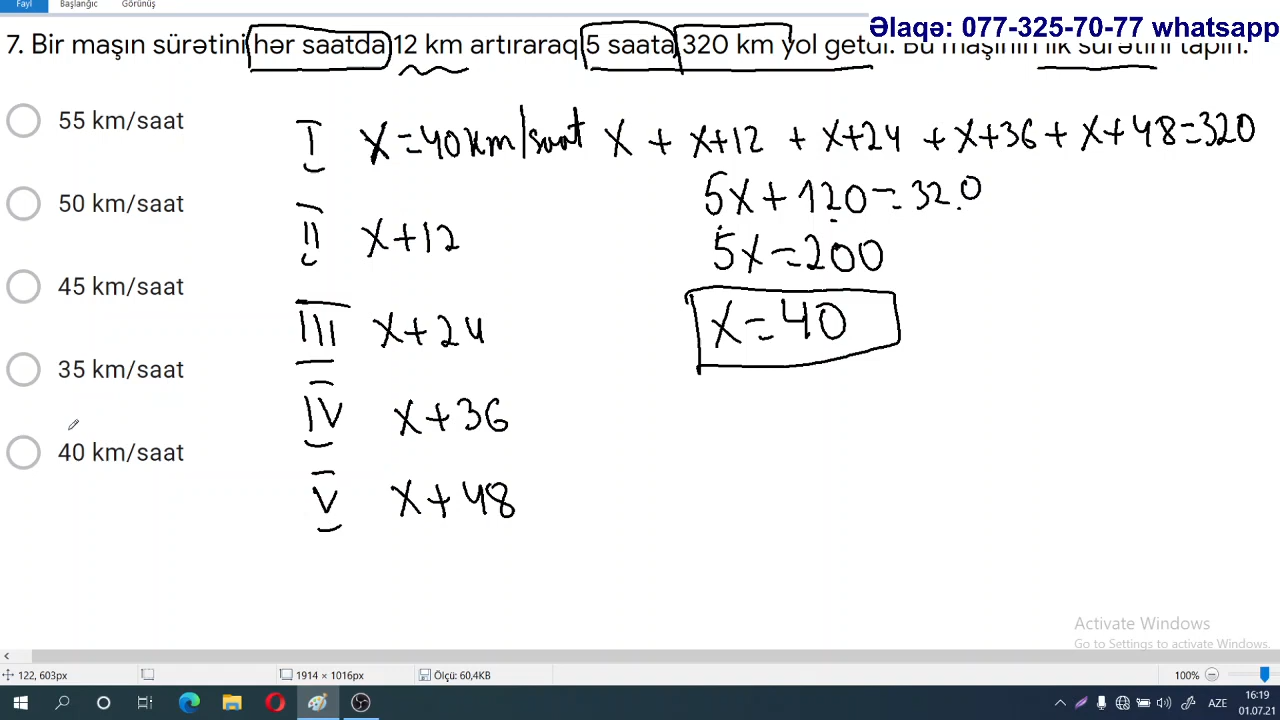 Fayl Başlanğıc Görünüş
Əlaqə: 077-325-70-77 whatsapp
7. Bir maşın sürətini hər saatda 12 km artıraraq 5 saata 320 km yol getdi. Bu maşının ilk sürətini tapın.
55 km/saat
50 km/saat
45 km/saat
35 km/saat
40 km/saat
I X=40km/saat X + X+12 + X+24 + X+36 + X+48=320
5X+120=320
II X+12
5X=200
III X+24
X=40
IV X+36
V X+48
Activate Windows
Go to Settings to activate Windows.
122, 603px 1914 × 1016px Ölçü: 60,4KB 100%
AZE 16:19
01.07.21